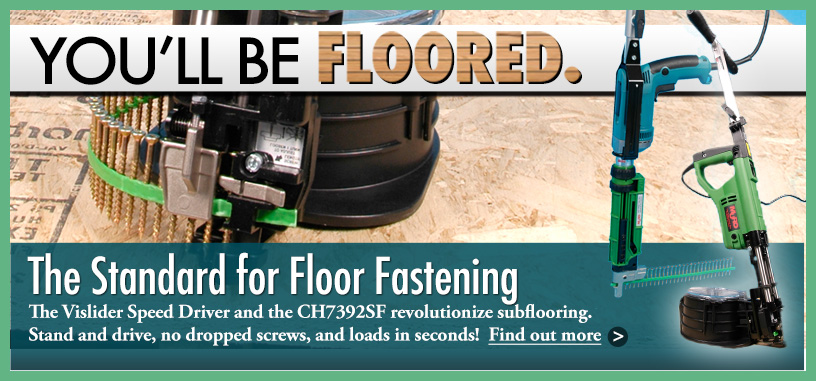 YOU'LL BE FLOORED.
The Standard for Floor Fastening
The Vislider Speed Driver and the CH7392SF revolutionize subflooring.
Stand and drive, no dropped screws, and loads in seconds! Find out more >